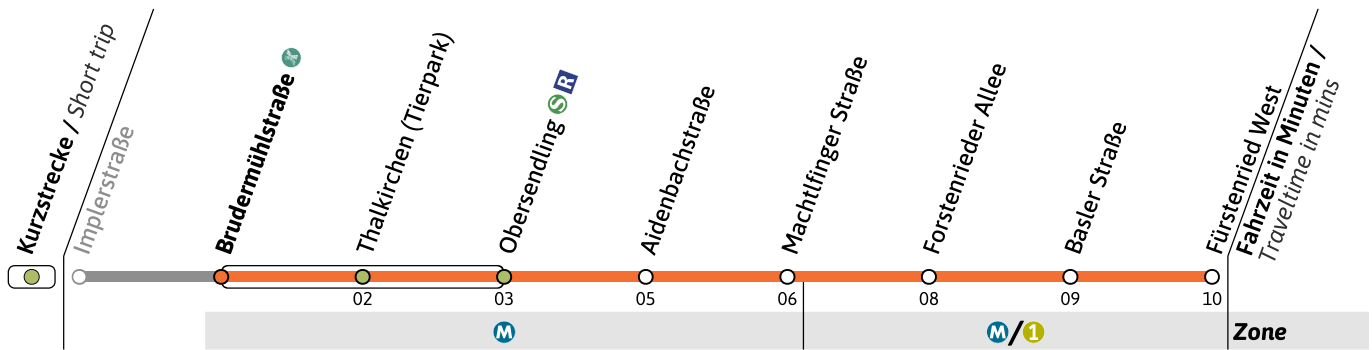 Kurzstrecke / Short trip
Implerstraße
Brudermühlstraße
Thalkirchen (Tierpark)
Obersendling S R
Aidenbachstraße
Machtlfinger Straße
Forstenrieder Allee
Basler Straße
Fürstenried West
Fahrzeit in Minuten /
Traveltime in mins
02 03 05 06 08 09 10
M M/1 Zone